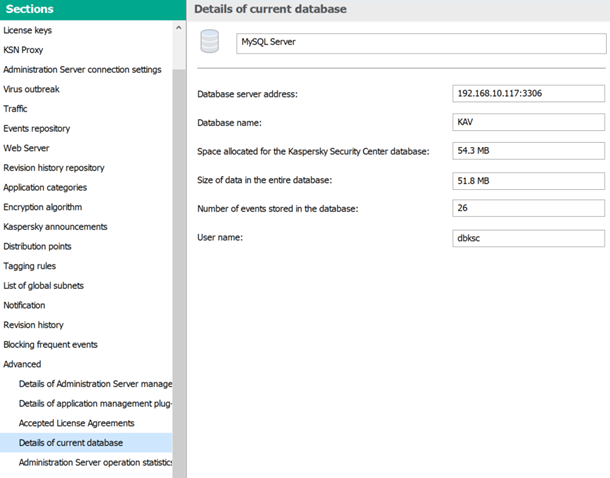 Sections
License keys
KSN Proxy
Administration Server connection settings
Virus outbreak
Traffic
Events repository
Web Server
Revision history repository
Application categories
Encryption algorithm
Kaspersky announcements
Distribution points
Tagging rules
List of global subnets
Notification
Revision history
Blocking frequent events
Advanced
Details of Administration Server manage
Details of application management plug-
Accepted License Agreements
Details of current database
Administration Server operation statistics
Details of current database
MySQL Server
Database server address: 192.168.10.117:3306
Database name: KAV
Space allocated for the Kaspersky Security Center database: 54.3 MB
Size of data in the entire database: 51.8 MB
Number of events stored in the database: 26
User name: dbksc